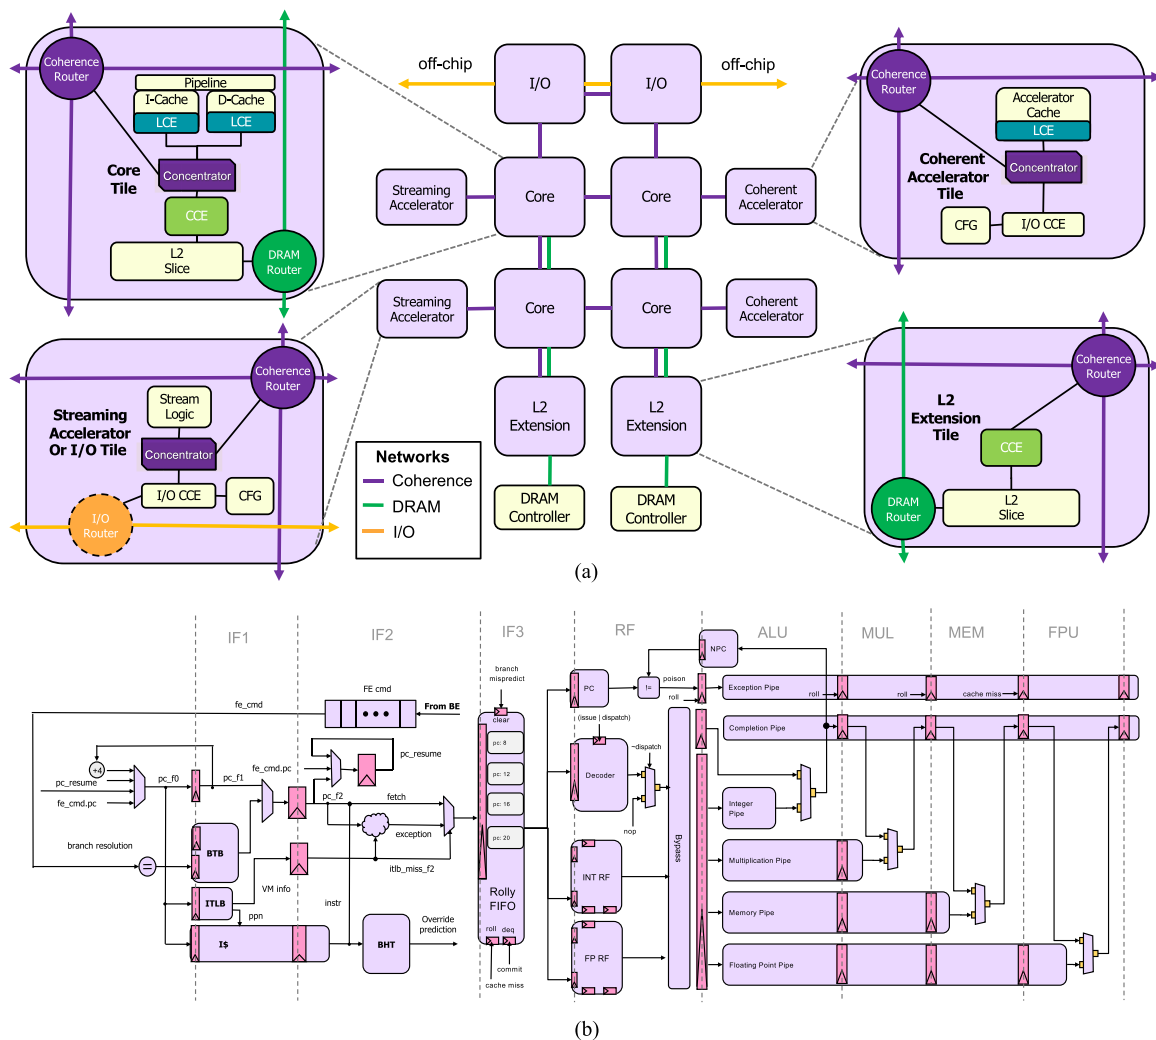 Coherence
Router
Pipeline
I-Cache
D-Cache
LCE
LCE
Core
Tile
Concentrator
CCE
L2
Slice
DRAM
Router
off-chip
I/O
I/O
off-chip
Streaming
Accelerator
Core
Core
Coherent
Accelerator
Streaming
Accelerator
Core
Core
Coherent
Accelerator
L2
Extension
L2
Extension
DRAM
Controller
DRAM
Controller
Networks
Coherence
DRAM
I/O
Coherence
Router
Accelerator
Cache
LCE
Concentrator
Coherent
Accelerator
Tile
CFG
I/O CCE
Coherence
Router
Stream
Logic
Streaming
Accelerator
Or I/O Tile
Concentrator
I/O CCE
CFG
I/O
Router
Coherence
Router
L2
Extension
Tile
CCE
DRAM
Router
L2
Slice
(a)
IF1
IF2
IF3
RF
ALU
MUL
MEM
FPU
FE cmd
fe_cmd
From BE
+4
pc_resume
fe_cmd.pc
pc_f0
pc_f1
fe_cmd.pc
pc_resume
pc_f2
fetch
exception
branch resolution
=
BTB
ITLB
VM info
ppn
itlb_miss_f2
instr
I$
BHT
Override
prediction
branch
mispredict
clear
pc: 8
pc: 12
pc: 16
pc: 20
Rolly
FIFO
roll
deq
commit
cache miss
PC
!=
poison
roll
NPC
(issue | dispatch)
Decoder
~dispatch
nop
INT RF
FP RF
Bypass
Exception Pipe
roll
roll
cache miss
Completion Pipe
Integer
Pipe
Multiplication Pipe
Memory Pipe
Floating Point Pipe
(b)